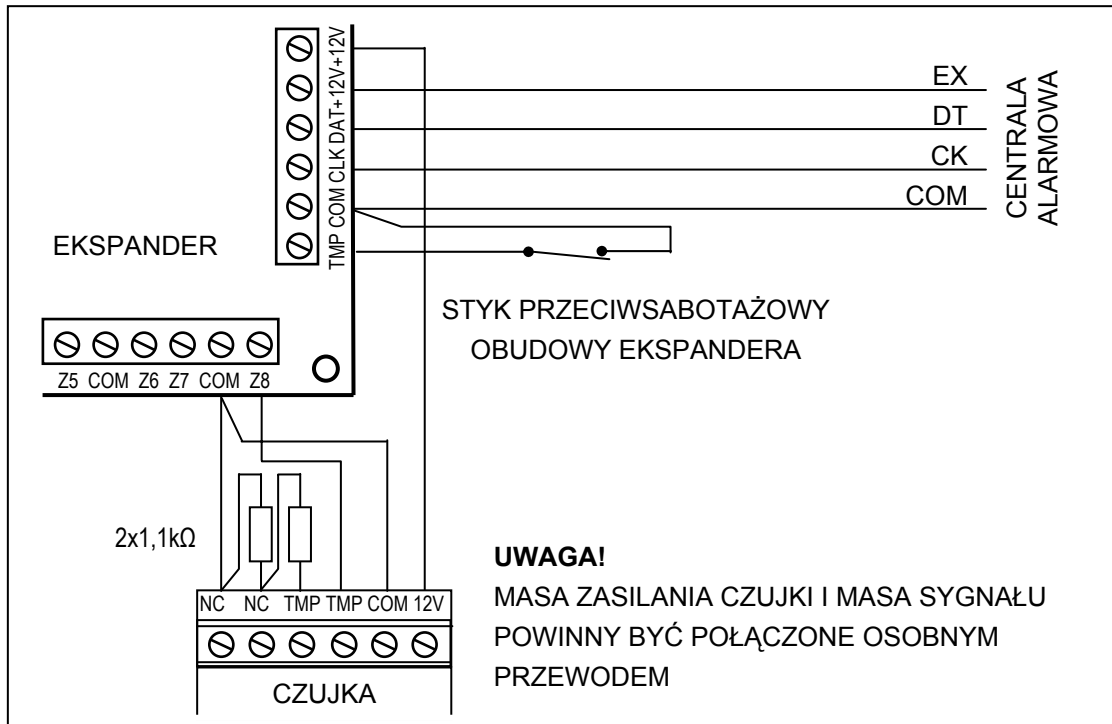 EX
DT
CK
COM
CENTRALA
ALARMOWA
TMP COM CLK DAT+12V+12V
EKSPANDER
STYK PRZECIWSABOTAŻOWY
OBUDOWY EKSPANDERA
Z5 COM Z6 Z7 COM Z8
2x1,1kΩ
NC NC TMP TMP COM 12V
CZUJKA
UWAGA!
MASA ZASILANIA CZUJKI I MASA SYGNAŁU
POWINNY BYĆ POŁĄCZONE OSOBNYM
PRZEWODEM